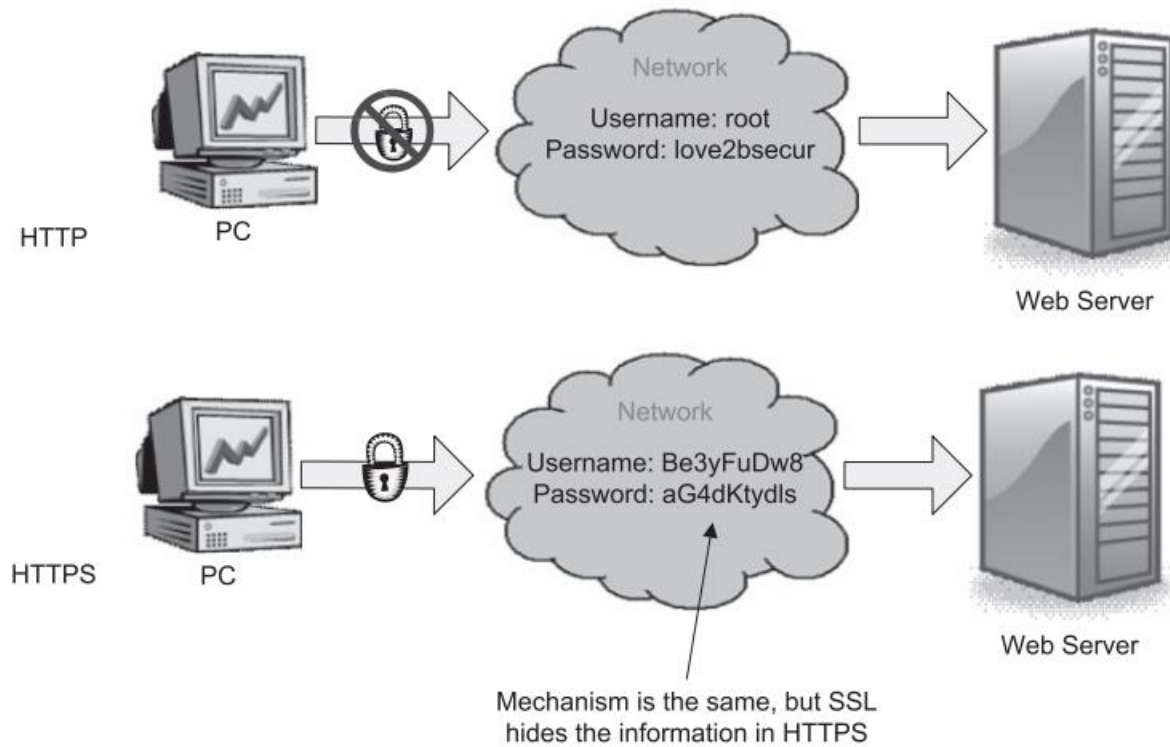 Network
Username: root
Password: love2bsecur
HTTP
PC
Web Server
Network
Username: Be3yFuDw8
Password: aG4dKtydls
HTTPS
PC
Web Server
Mechanism is the same, but SSL
hides the information in HTTPS